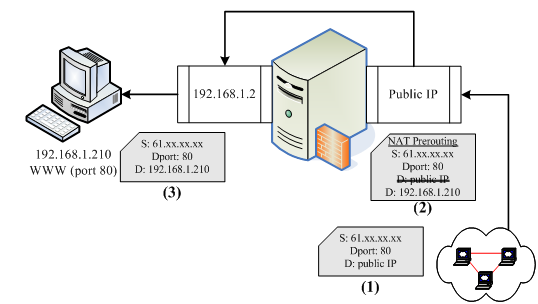 192.168.1.2
Public IP
192.168.1.210
WWW (port 80)
S: 61.xx.xx.xx
Dport: 80
D: 192.168.1.210
(3)
NAT Prerouting
S: 61.xx.xx.xx
Dport: 80
D: public IP
D: 192.168.1.210
(2)
S: 61.xx.xx.xx
Dport: 80
D: public IP
(1)